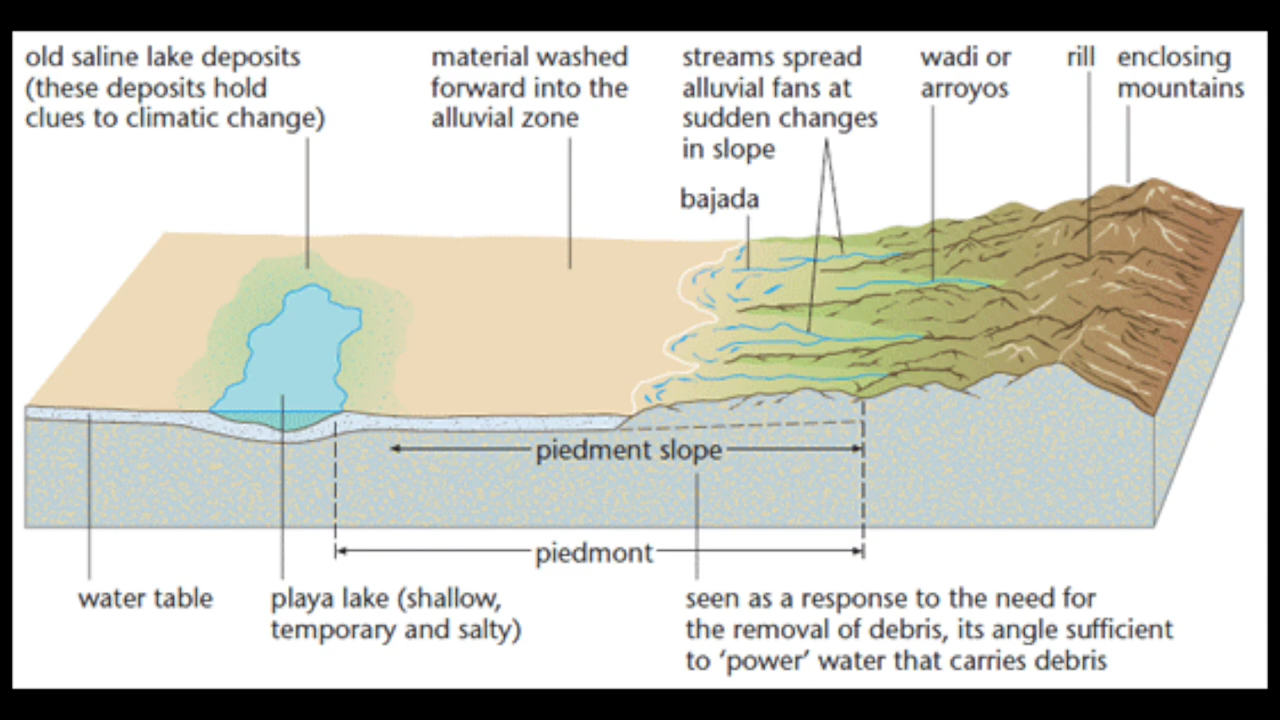 old saline lake deposits
(these deposits hold
clues to climatic change)
material washed
forward into the
alluvial zone
streams spread
alluvial fans at
sudden changes
in slope
bajada
wadi or
arroyos
rill
enclosing
mountains
piedment slope
piedmont
water table
playa lake (shallow,
temporary and salty)
seen as a response to the need for
the removal of debris, its angle sufficient
to ‘power’ water that carries debris